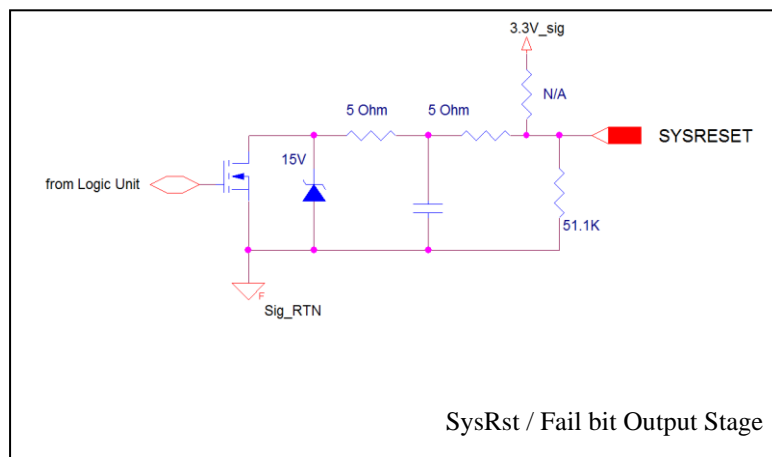 3.3V_sig
N/A
5 Ohm
5 Ohm
SYSRESET
15V
from Logic Unit
51.1K
F
Sig_RTN
SysRst / Fail bit Output Stage